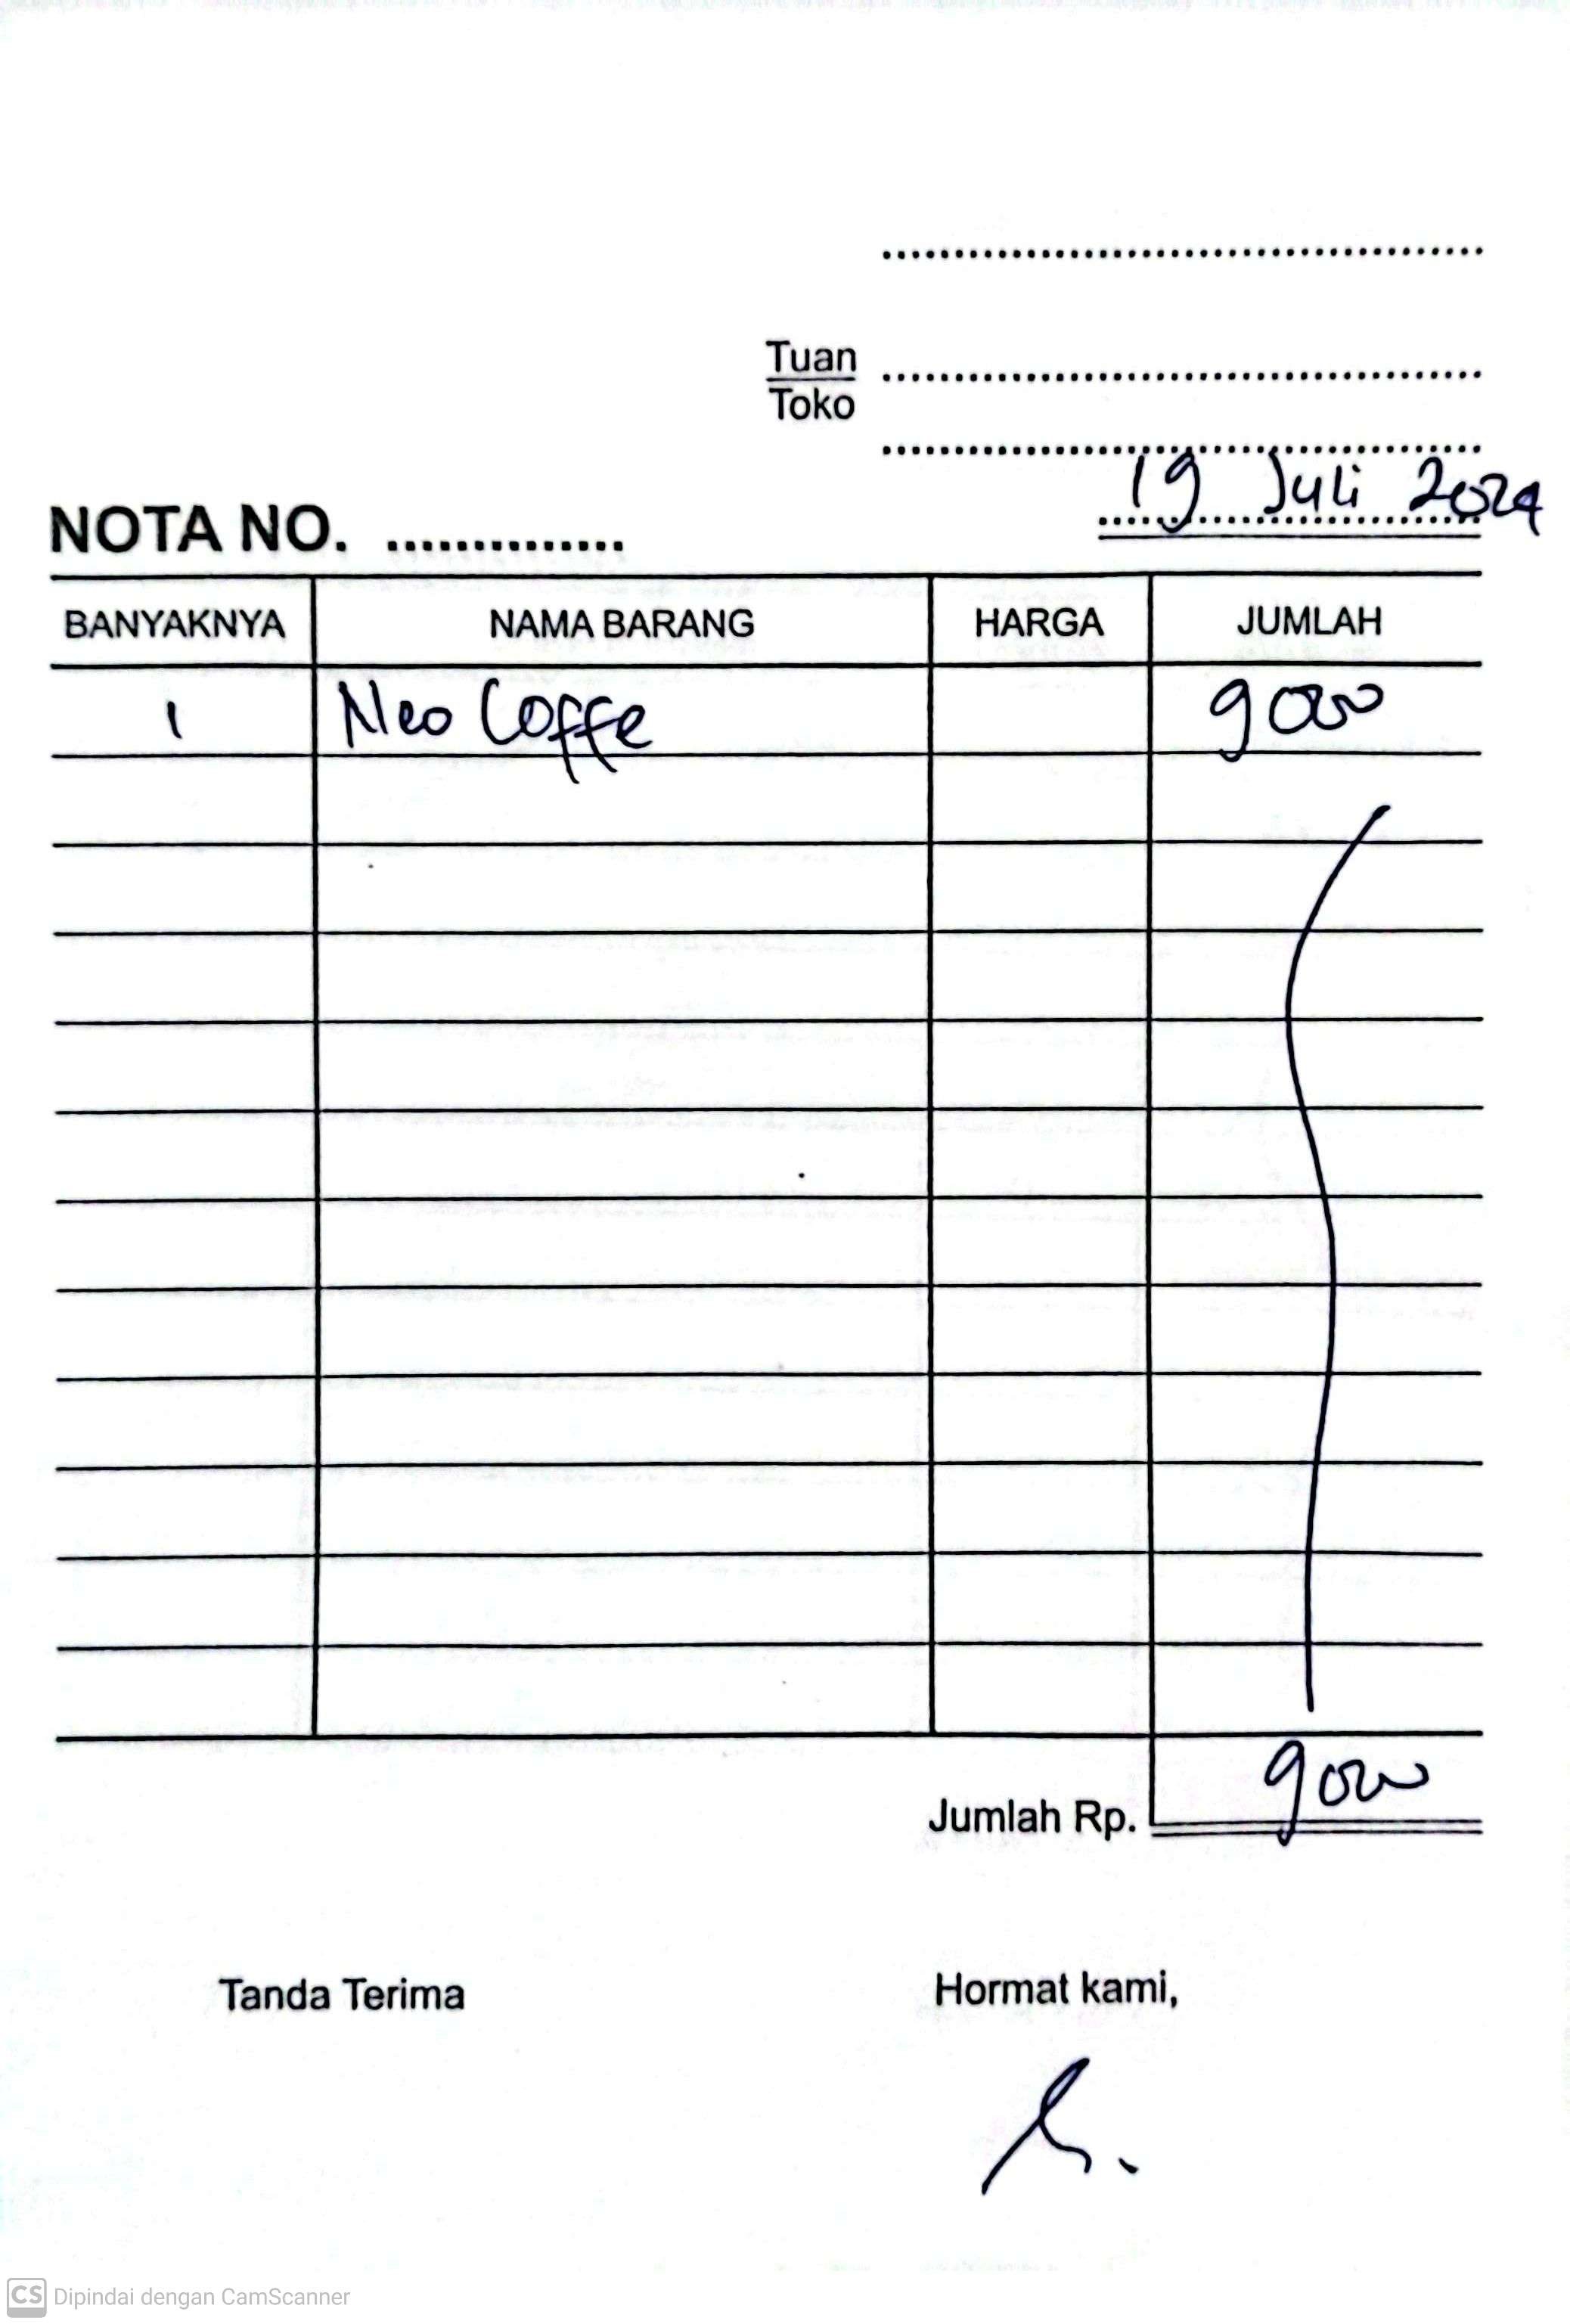 Tuan
Toko
19 Juli 2024
NOTA NO. ..............
BANYAKNYA NAMA BARANG HARGA JUMLAH
1 Neo Coffe 9000
Jumlah Rp. 9000
Tanda Terima Hormat kami,
CS Dipindai dengan CamScanner